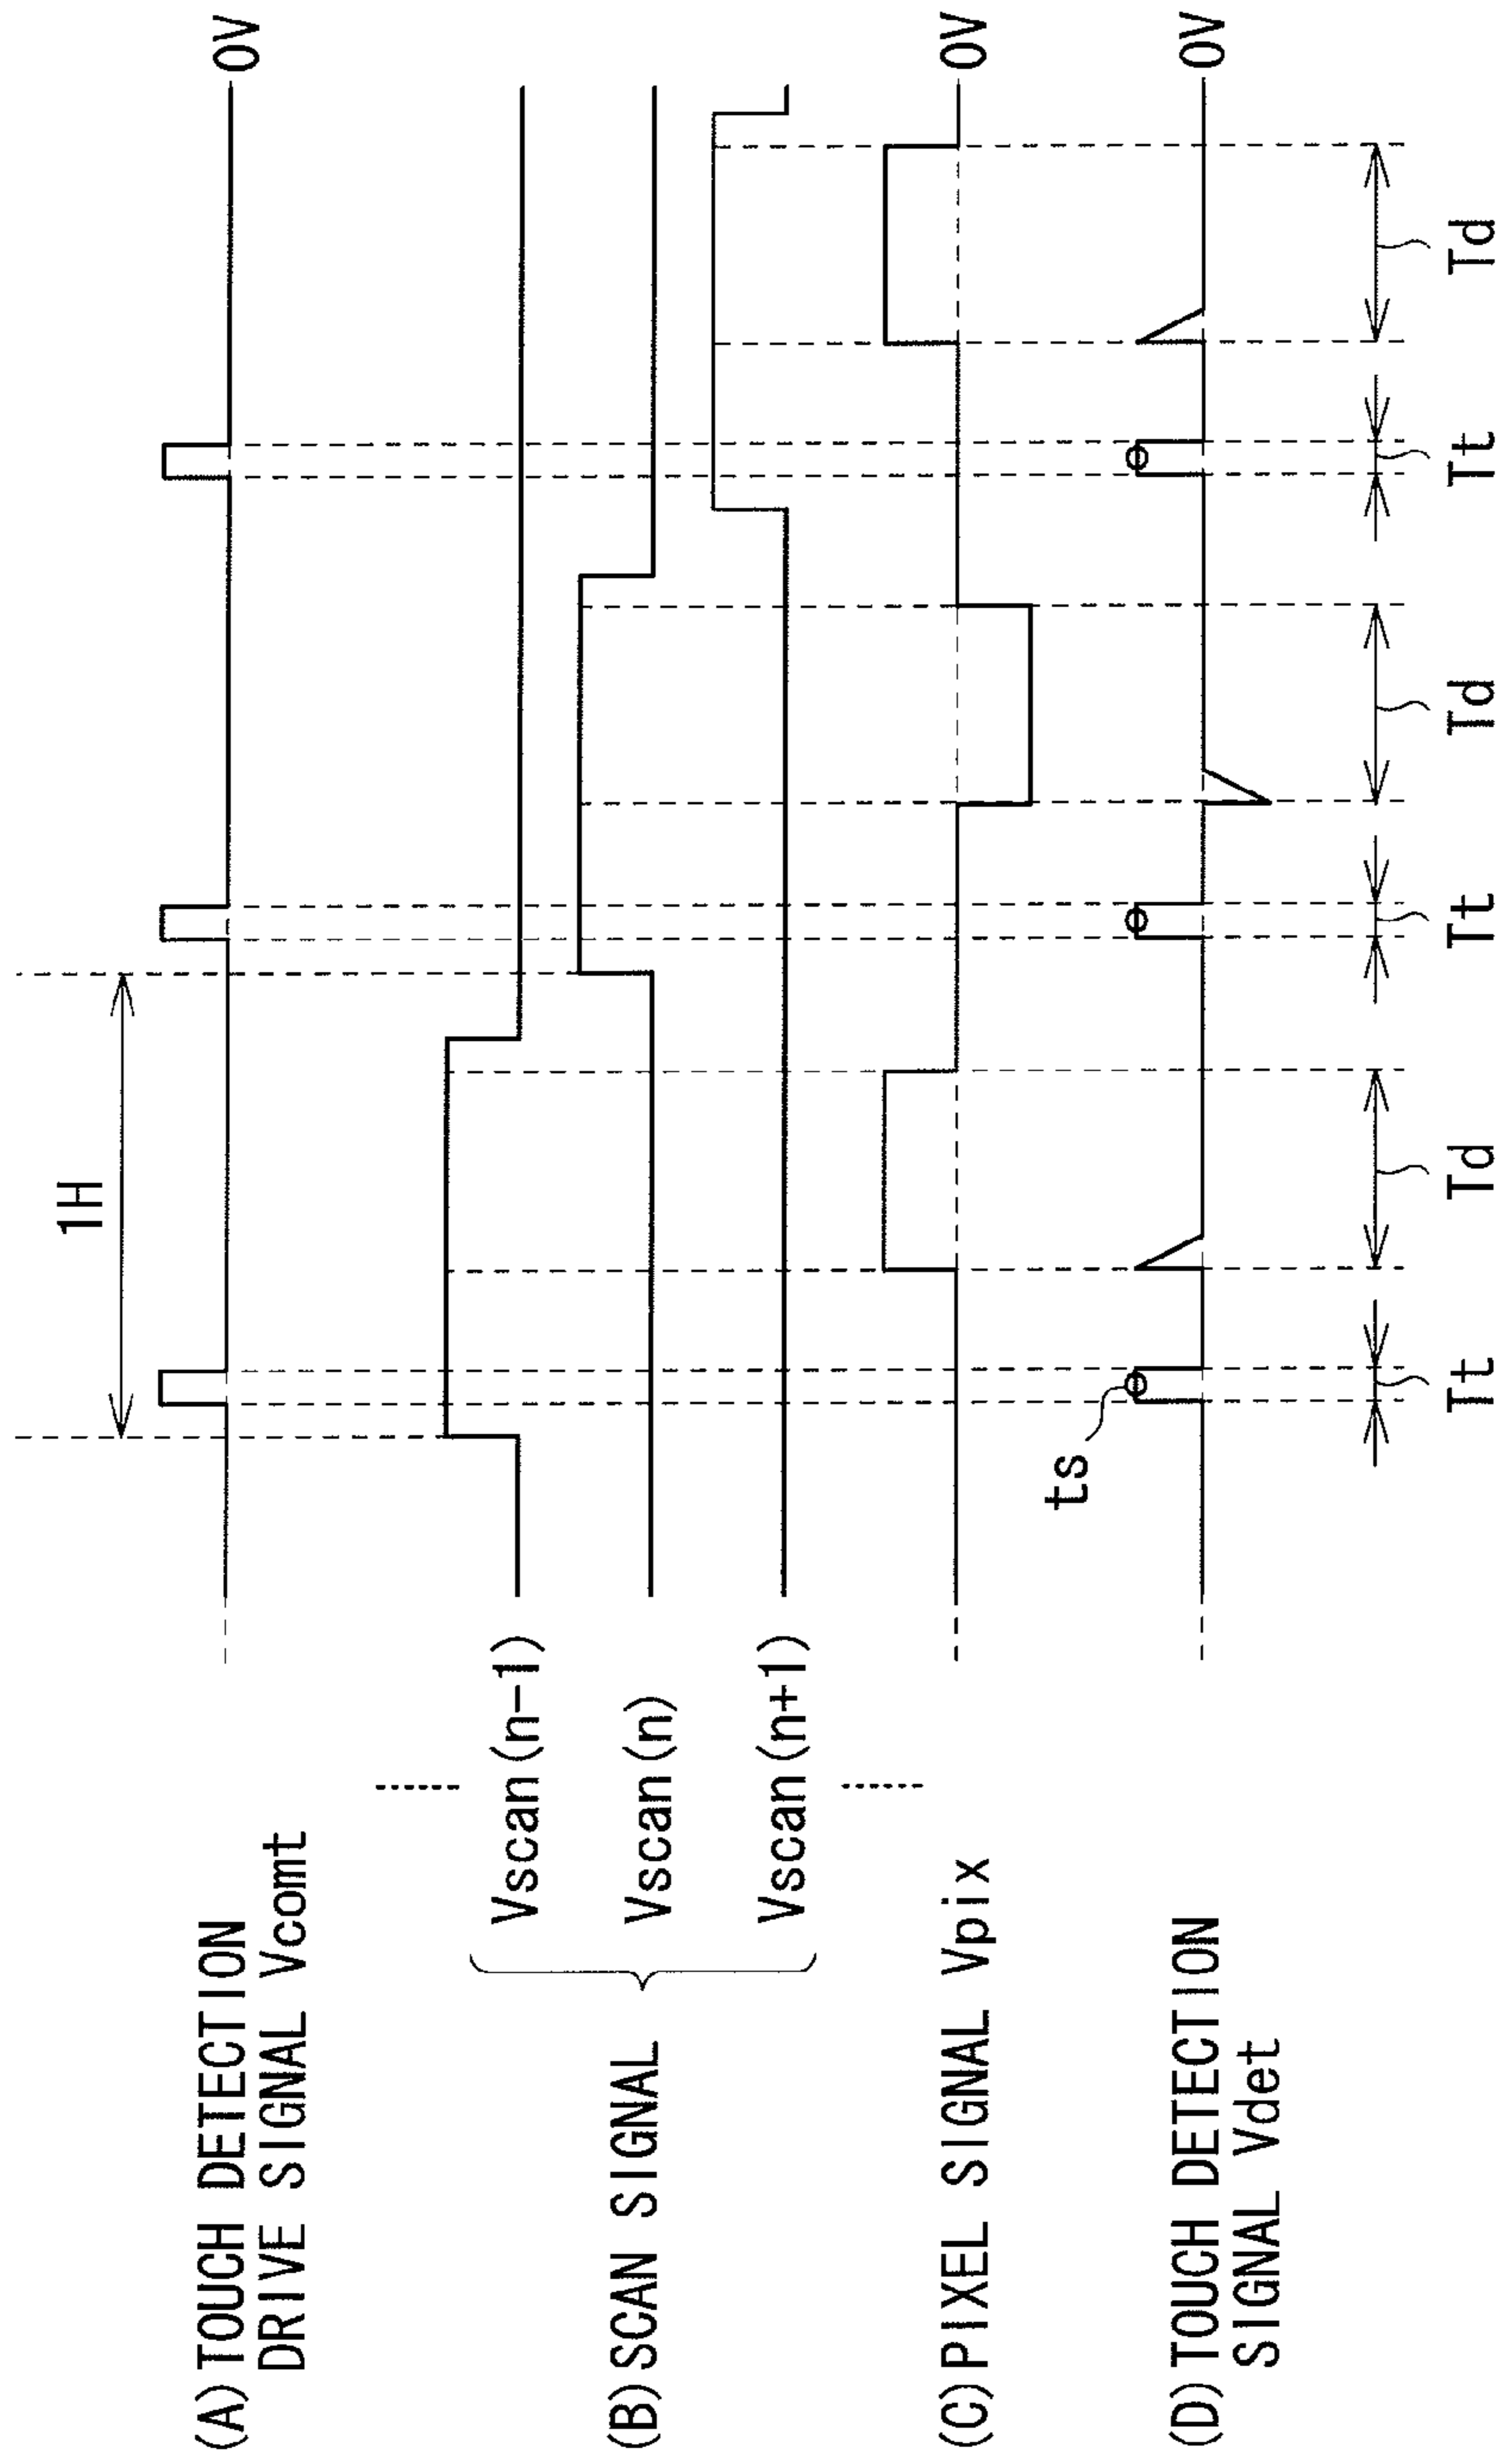 1H
(A) TOUCH DETECTION
DRIVE SIGNAL Vcomt
0V
(B) SCAN SIGNAL
Vscan(n-1)
Vscan(n)
Vscan(n+1)
(C) PIXEL SIGNAL Vpix
0V
ts
(D) TOUCH DETECTION
SIGNAL Vdet
0V
Tt Td Tt Td Tt Td